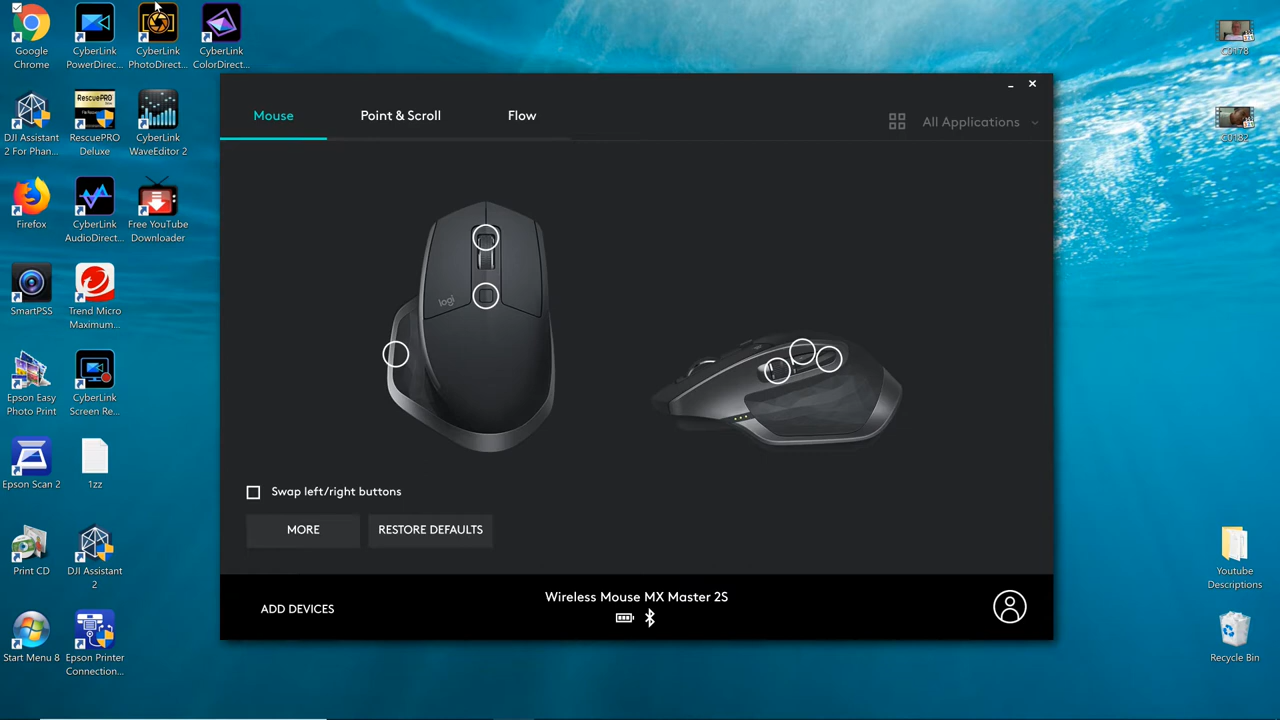 Google
Chrome
CyberLink
PowerDirec...
CyberLink
PhotoDirect...
CyberLink
ColorDirect...
DJI Assistant
2 For Phan...
RescuePRO
Deluxe
CyberLink
WaveEditor 2
Firefox
CyberLink
AudioDirect...
Free YouTube
Downloader
SmartPSS
Trend Micro
Maximum...
Epson Easy
Photo Print
CyberLink
Screen Re...
Epson Scan 2
1zz
Print CD
DJI Assistant
2
Start Menu 8
Epson Printer
Connection...
Mouse
Point & Scroll
Flow
All Applications
logi
Swap left/right buttons
MORE
RESTORE DEFAULTS
ADD DEVICES
Wireless Mouse MX Master 2S
C0178
C0182
Youtube
Descriptions
Recycle Bin